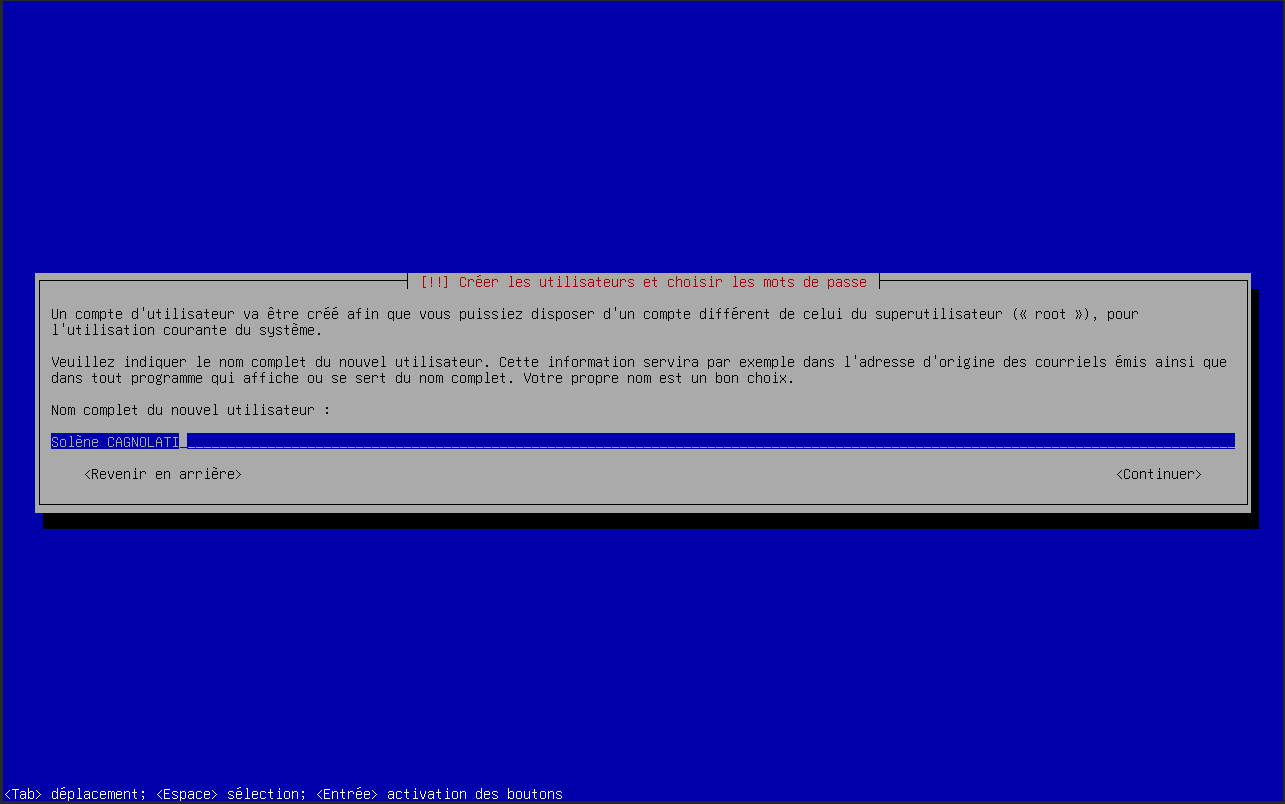 [!!] Créer les utilisateurs et choisir les mots de passe
Un compte d'utilisateur va être créé afin que vous puissiez disposer d'un compte différent de celui du superutilisateur (« root »), pour
l'utilisation courante du système.
Veuillez indiquer le nom complet du nouvel utilisateur. Cette information servira par exemple dans l'adresse d'origine des courriels émis ainsi que
dans tout programme qui affiche ou se sert du nom complet. Votre propre nom est un bon choix.
Nom complet du nouvel utilisateur :
Solène CAGNOLATI
<Revenir en arrière> <Continuer>
<Tab> déplacement; <Espace> sélection; <Entrée> activation des boutons